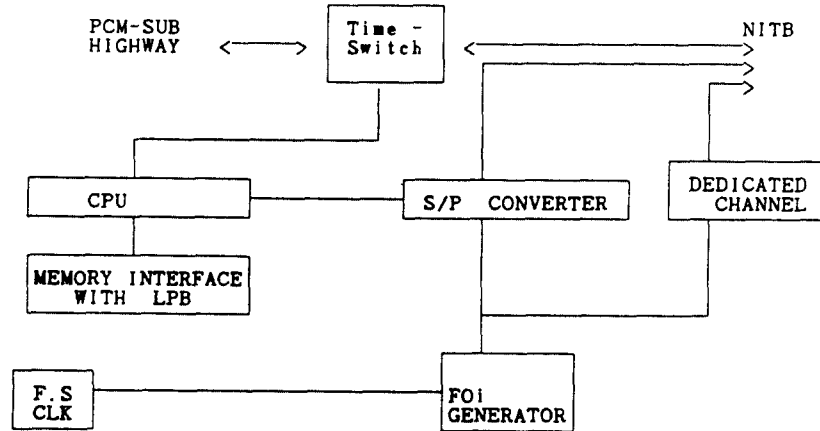 PCM-SUB
HIGHWAY
Time -
Switch
NITB
CPU
S/P CONVERTER
DEDICATED
CHANNEL
MEMORY INTERFACE
WITH LPB
F.S
CLK
FOi
GENERATOR